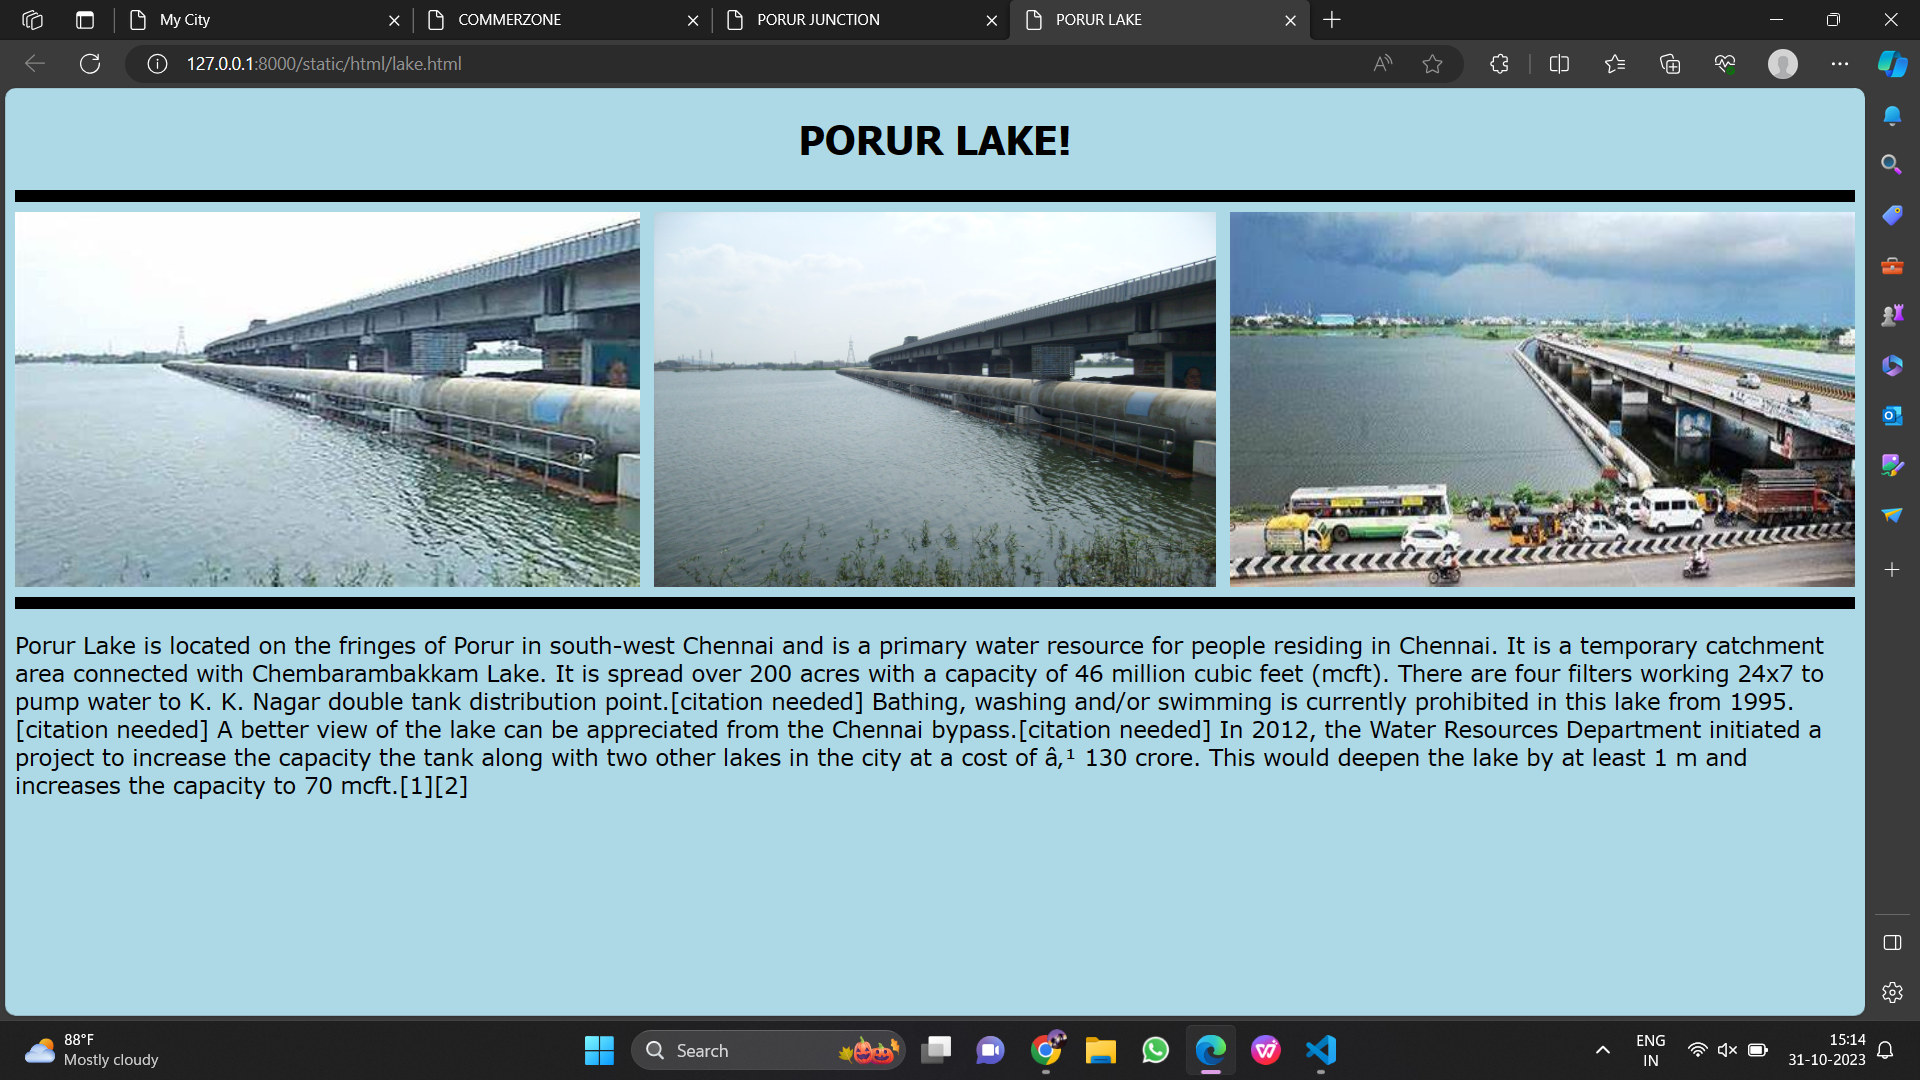 My City
COMMERZONE
PORUR JUNCTION
PORUR LAKE
127.0.0.1:8000/static/html/lake.html
PORUR LAKE!
Porur Lake is located on the fringes of Porur in south-west Chennai and is a primary water resource for people residing in Chennai. It is a temporary catchment
area connected with Chembarambakkam Lake. It is spread over 200 acres with a capacity of 46 million cubic feet (mcft). There are four filters working 24x7 to
pump water to K. K. Nagar double tank distribution point.[citation needed] Bathing, washing and/or swimming is currently prohibited in this lake from 1995.
[citation needed] A better view of the lake can be appreciated from the Chennai bypass.[citation needed] In 2012, the Water Resources Department initiated a
project to increase the capacity the tank along with two other lakes in the city at a cost of â‚¹ 130 crore. This would deepen the lake by at least 1 m and
increases the capacity to 70 mcft.[1][2]
88°F
Mostly cloudy
Search
ENG
IN
15:14
31-10-2023